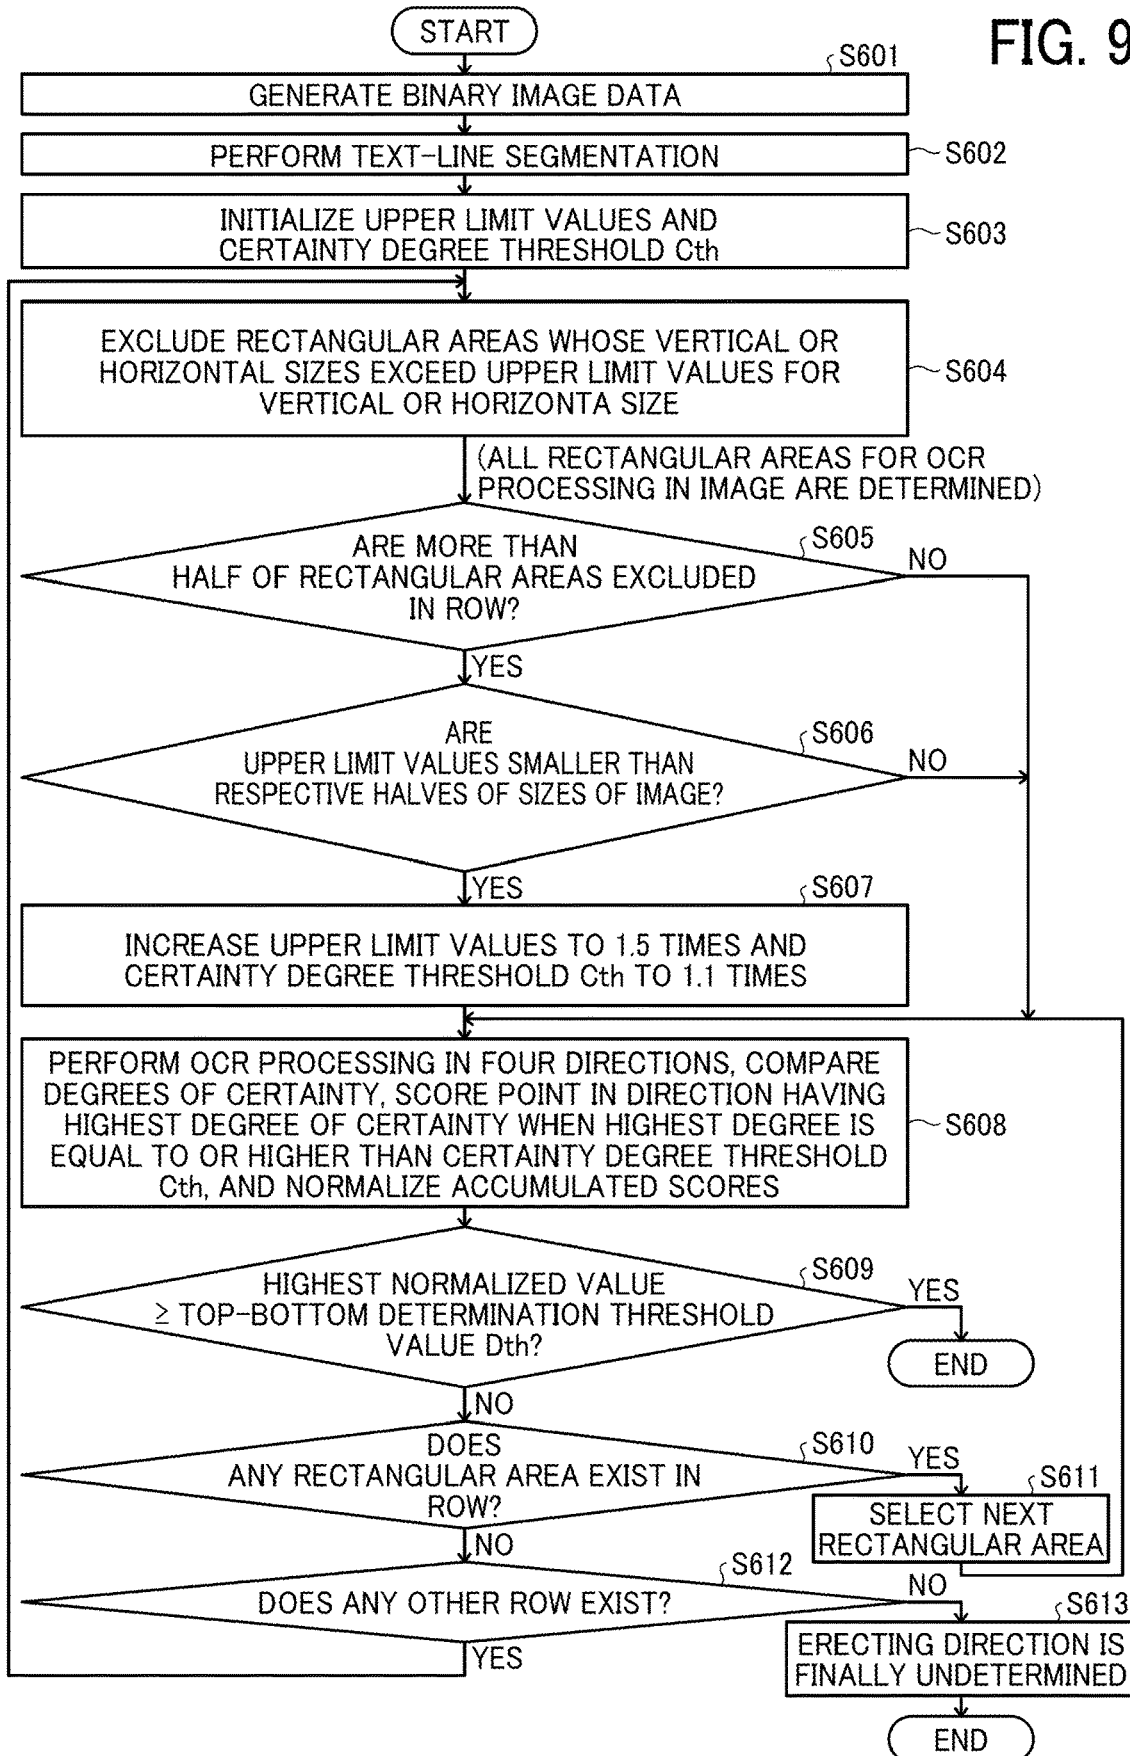 FIG. 9
START
S601
GENERATE BINARY IMAGE DATA
PERFORM TEXT-LINE SEGMENTATION
S602
INITIALIZE UPPER LIMIT VALUES AND
CERTAINTY DEGREE THRESHOLD Cth
S603
EXCLUDE RECTANGULAR AREAS WHOSE VERTICAL OR
HORIZONTAL SIZES EXCEED UPPER LIMIT VALUES FOR
VERTICAL OR HORIZONTA SIZE
S604
(ALL RECTANGULAR AREAS FOR OCR
PROCESSING IN IMAGE ARE DETERMINED)
S605
ARE MORE THAN
HALF OF RECTANGULAR AREAS EXCLUDED
IN ROW?
NO
YES
S606
ARE
UPPER LIMIT VALUES SMALLER THAN
RESPECTIVE HALVES OF SIZES OF IMAGE?
NO
YES
S607
INCREASE UPPER LIMIT VALUES TO 1.5 TIMES AND
CERTAINTY DEGREE THRESHOLD Cth TO 1.1 TIMES
PERFORM OCR PROCESSING IN FOUR DIRECTIONS, COMPARE
DEGREES OF CERTAINTY, SCORE POINT IN DIRECTION HAVING
HIGHEST DEGREE OF CERTAINTY WHEN HIGHEST DEGREE IS
EQUAL TO OR HIGHER THAN CERTAINTY DEGREE THRESHOLD
Cth, AND NORMALIZE ACCUMULATED SCORES
S608
S609
HIGHEST NORMALIZED VALUE
≥ TOP-BOTTOM DETERMINATION THRESHOLD
VALUE Dth?
YES
END
NO
S610
DOES
ANY RECTANGULAR AREA EXIST IN
ROW?
YES
S611
SELECT NEXT
RECTANGULAR AREA
NO
S612
DOES ANY OTHER ROW EXIST?
NO
YES
S613
ERECTING DIRECTION IS
FINALLY UNDETERMINED
END